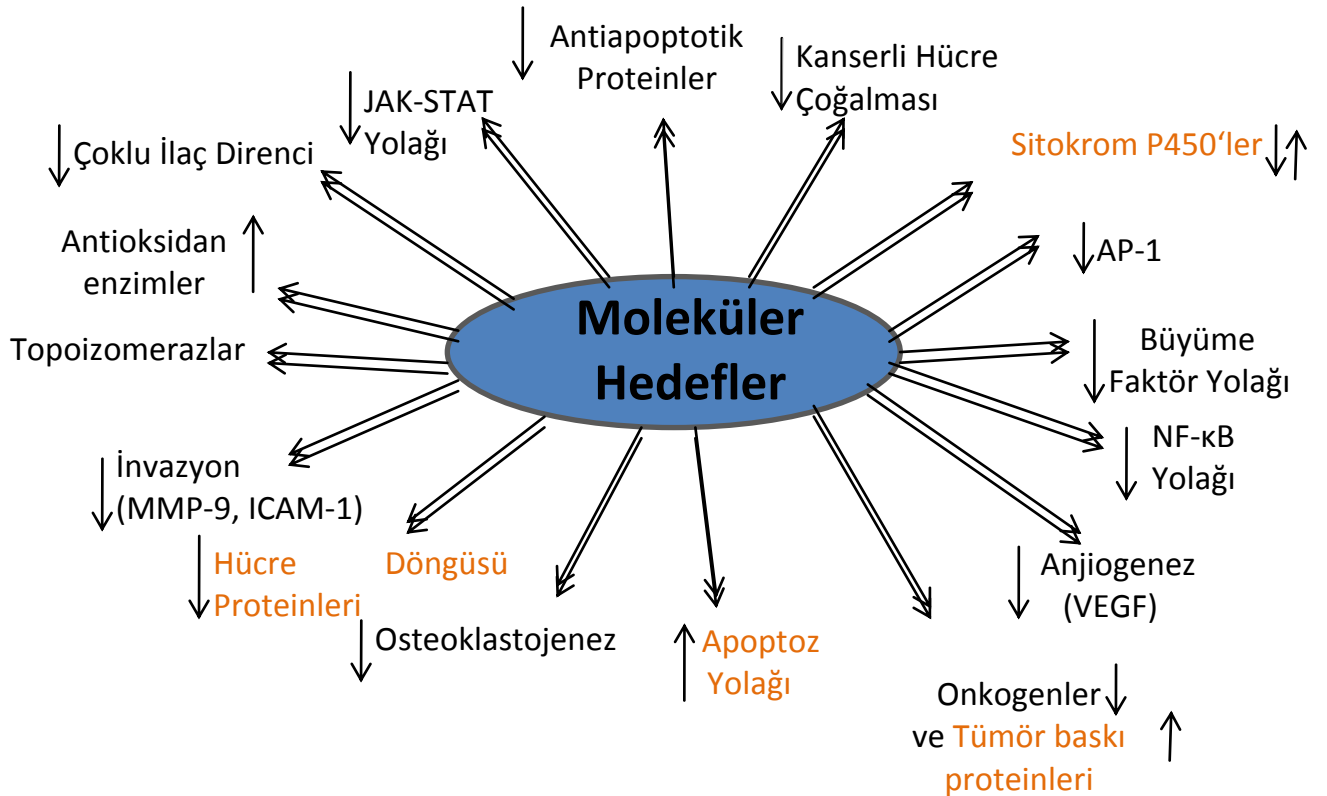 Antiapoptotik
Proteinler
Kanserli Hücre
Çoğalması
JAK-STAT
Yolağı
Çoklu İlaç Direnci
Sitokrom P450‘ler
Antioksidan
enzimler
AP-1
Topoizomerazlar
Moleküler
Hedefler
Büyüme
Faktör Yolağı
NF-κB
Yolağı
İnvazyon
(MMP-9, ICAM-1)
Hücre Döngüsü
Proteinleri
Anjiogenez
(VEGF)
Osteoklastojenez
Apoptoz
Yolağı
Onkogenler
ve Tümör baskı
proteinleri